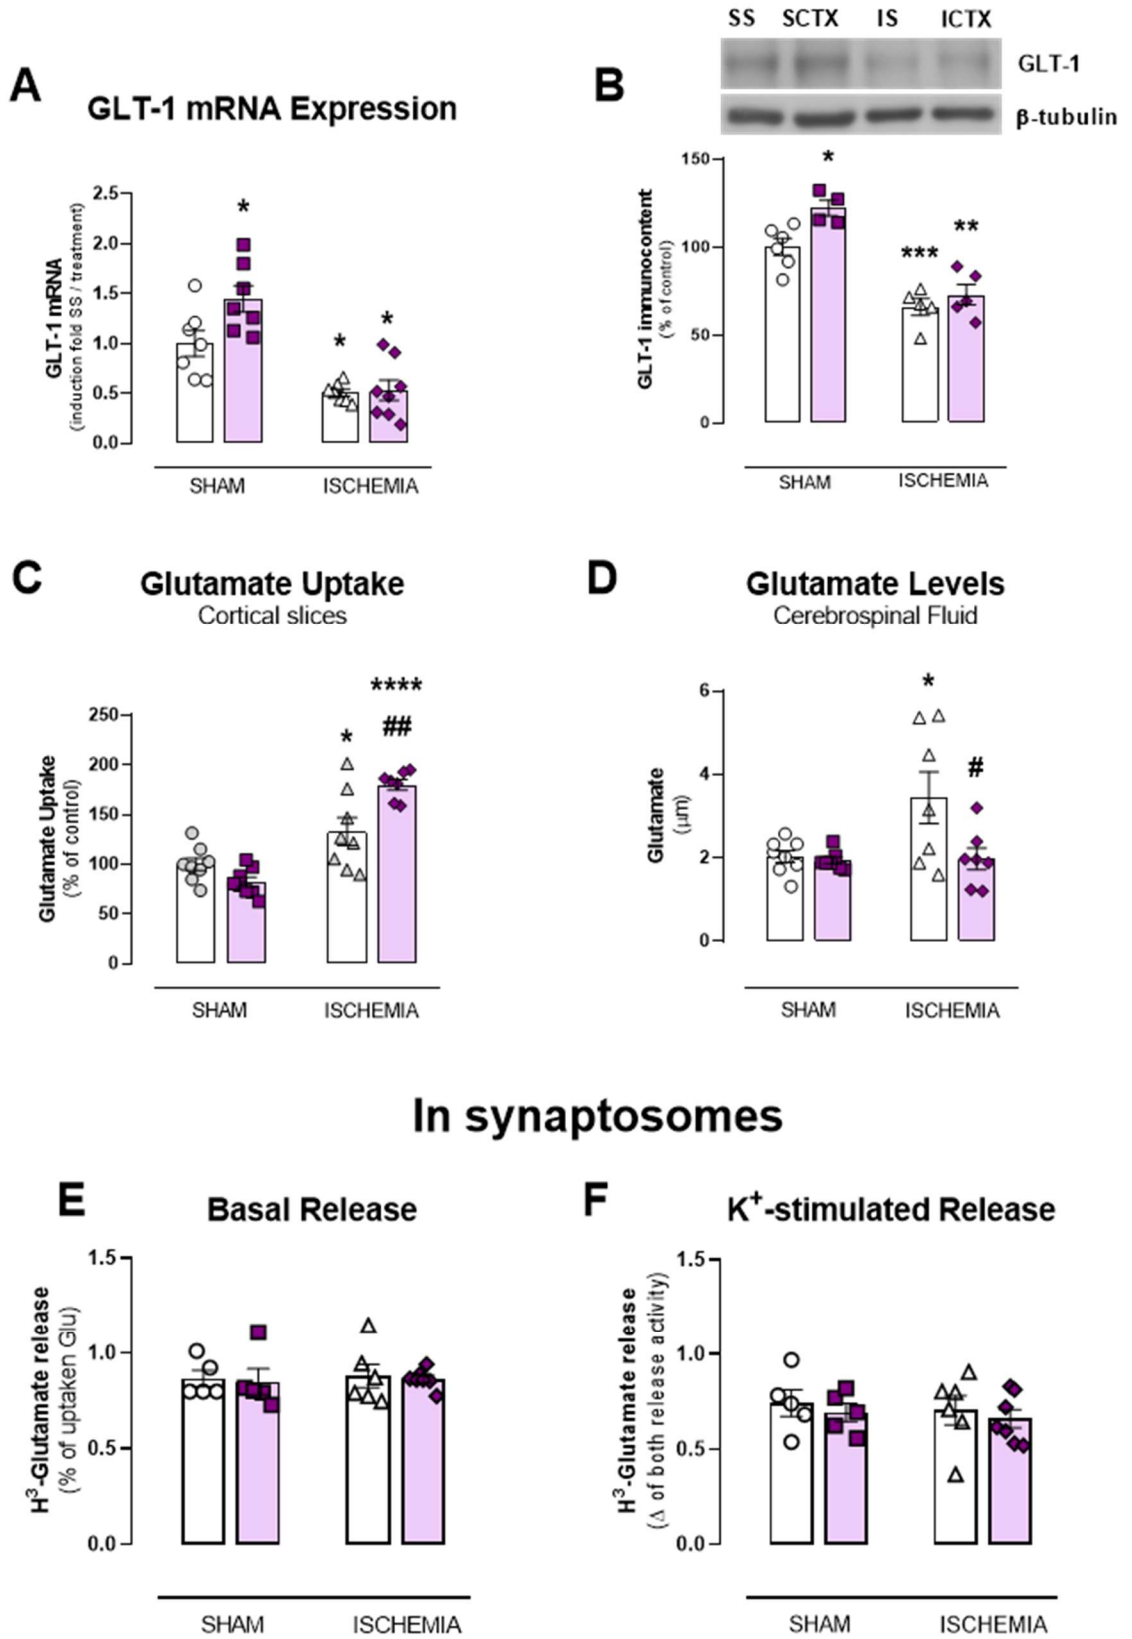 SS SCTX IS ICTX
GLT-1
β-tubulin
A
GLT-1 mRNA Expression
GLT-1 mRNA
(induction fold SS / treatment)
2.5
2.0
1.5
1.0
0.5
0.0
*
*
*
SHAM ISCHEMIA
B
GLT-1 immunocontent
(% of control)
150
100
50
0
*
***
**
SHAM ISCHEMIA
C
Glutamate Uptake
Cortical slices
Glutamate Uptake
(% of control)
250
200
150
100
50
0
*
****
##
SHAM ISCHEMIA
D
Glutamate Levels
Cerebrospinal Fluid
Glutamate
(µm)
6
4
2
0
*
#
SHAM ISCHEMIA
In synaptosomes
E
Basal Release
H³-Glutamate release
(% of uptaken Glu)
1.5
1.0
0.5
0.0
SHAM ISCHEMIA
F
K⁺-stimulated Release
H³-Glutamate release
(Δ of both release activity)
1.5
1.0
0.5
0.0
SHAM ISCHEMIA